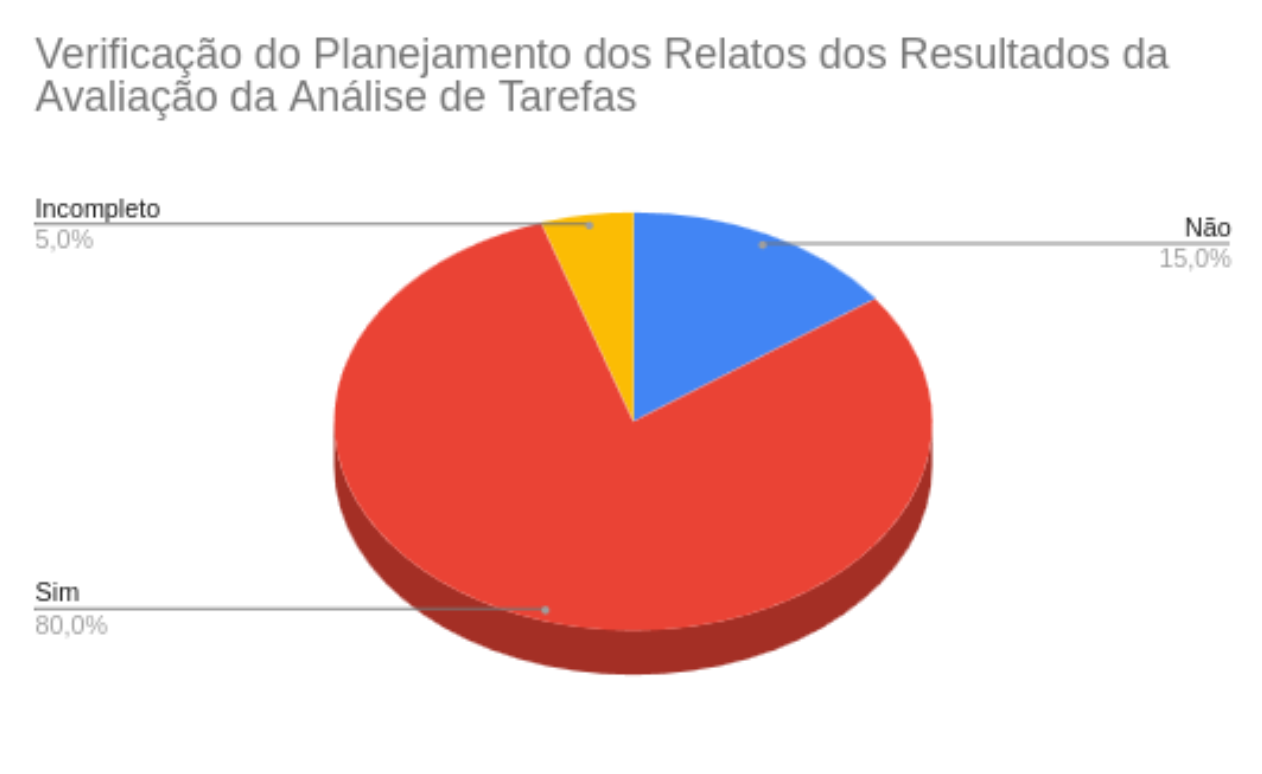 Verificação do Planejamento dos Relatos dos Resultados da
Avaliação da Análise de Tarefas
Incompleto
5,0%
Não
15,0%
Sim
80,0%